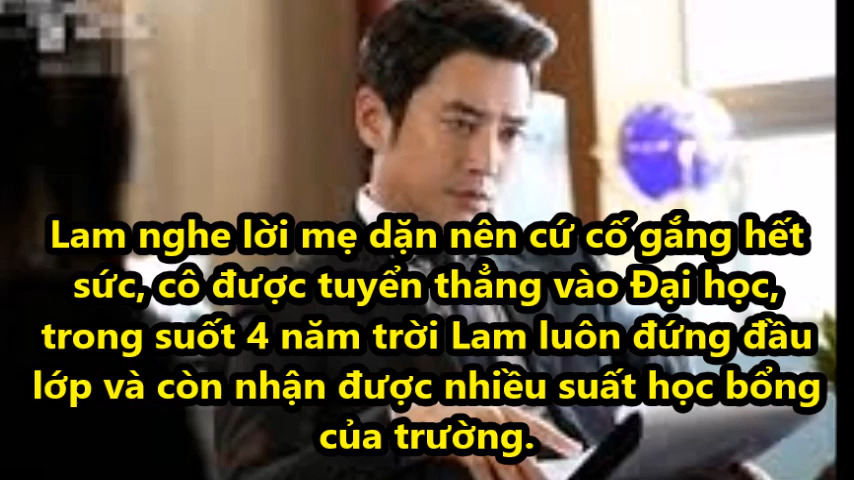 Lam nghe lời mẹ dặn nên cứ cố gắng hết
sức, cô được tuyển thẳng vào Đại học,
trong suốt 4 năm trời Lam luôn đứng đầu
lớp và còn nhận được nhiều suất học bổng
của trường.